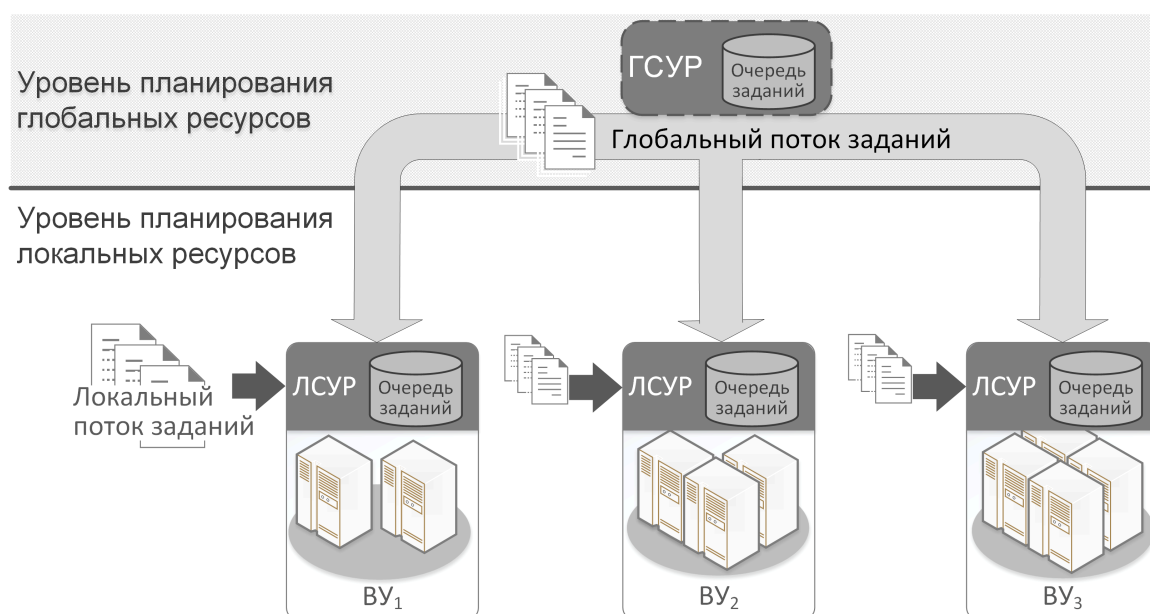 ГСУР
Очередь
заданий
Уровень планирования
глобальных ресурсов
Глобальный поток заданий
Уровень планирования
локальных ресурсов
Локальный
поток заданий
ЛСУР
Очередь
заданий
ЛСУР
Очередь
заданий
ЛСУР
Очередь
заданий
ВУ₁
ВУ₂
ВУ₃